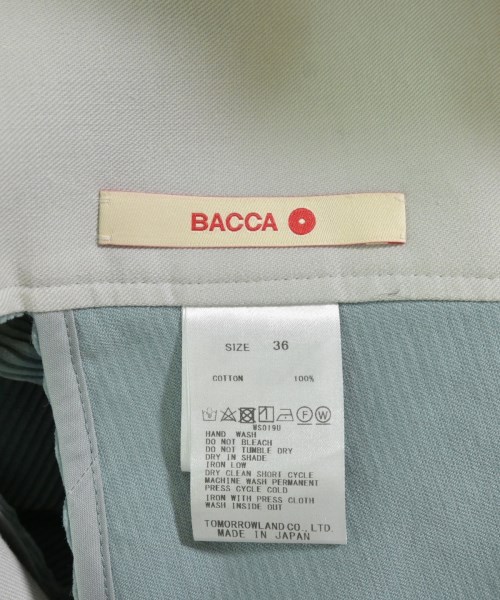 BACCA
SIZE 36
COTTON 100%
WS019D
HAND WASH
DO NOT BLEACH
DO NOT TUMBLE DRY
DRY IN SHADE
IRON LOW
DRY CLEAN SHORT CYCLE
MACHINE WASH PERMANENT
PRESS CYCLE COLD
IRON WITH PRESS CLOTH
WASH INSIDE OUT
TOMORROWLAND CO., LTD.
MADE IN JAPAN